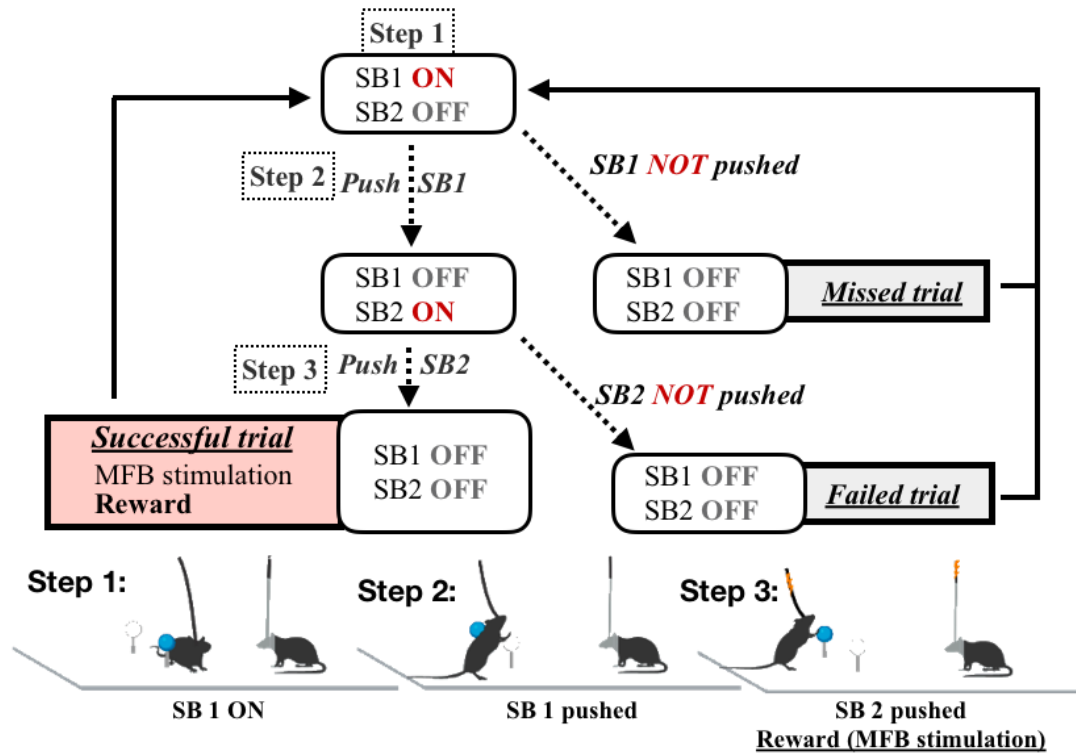 Step 1
SB1 ON
SB2 OFF
Step 2
Push SB1
SB1 NOT pushed
SB1 OFF
SB2 ON
SB1 OFF
SB2 OFF
Missed trial
Step 3
Push SB2
SB2 NOT pushed
Successful trial
MFB stimulation
Reward
SB1 OFF
SB2 OFF
SB1 OFF
SB2 OFF
Failed trial
Step 1:
Step 2:
Step 3:
SB 1 ON
SB 1 pushed
SB 2 pushed
Reward (MFB stimulation)